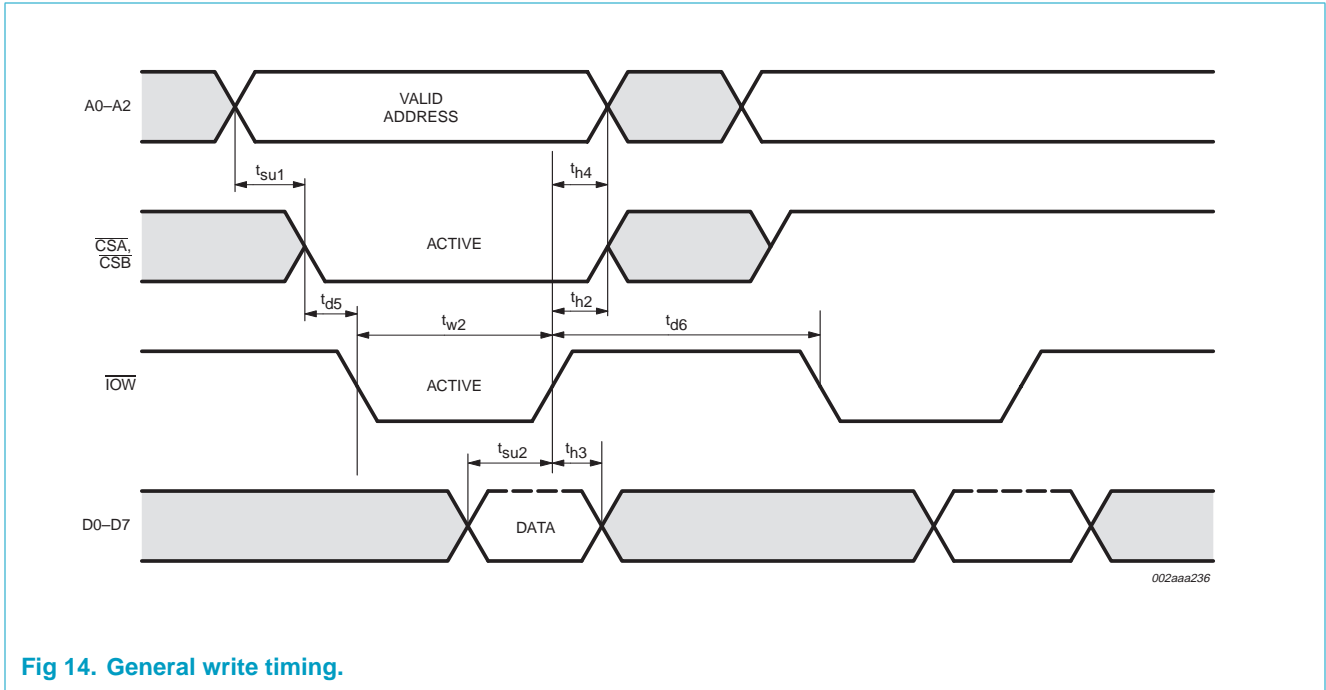 A0–A2
VALID
ADDRESS
tsu1
th4
CSA,
CSB
ACTIVE
td5
th2
tw2
td6
IOW
ACTIVE
tsu2
th3
D0–D7
DATA
002aaa236
Fig 14. General write timing.